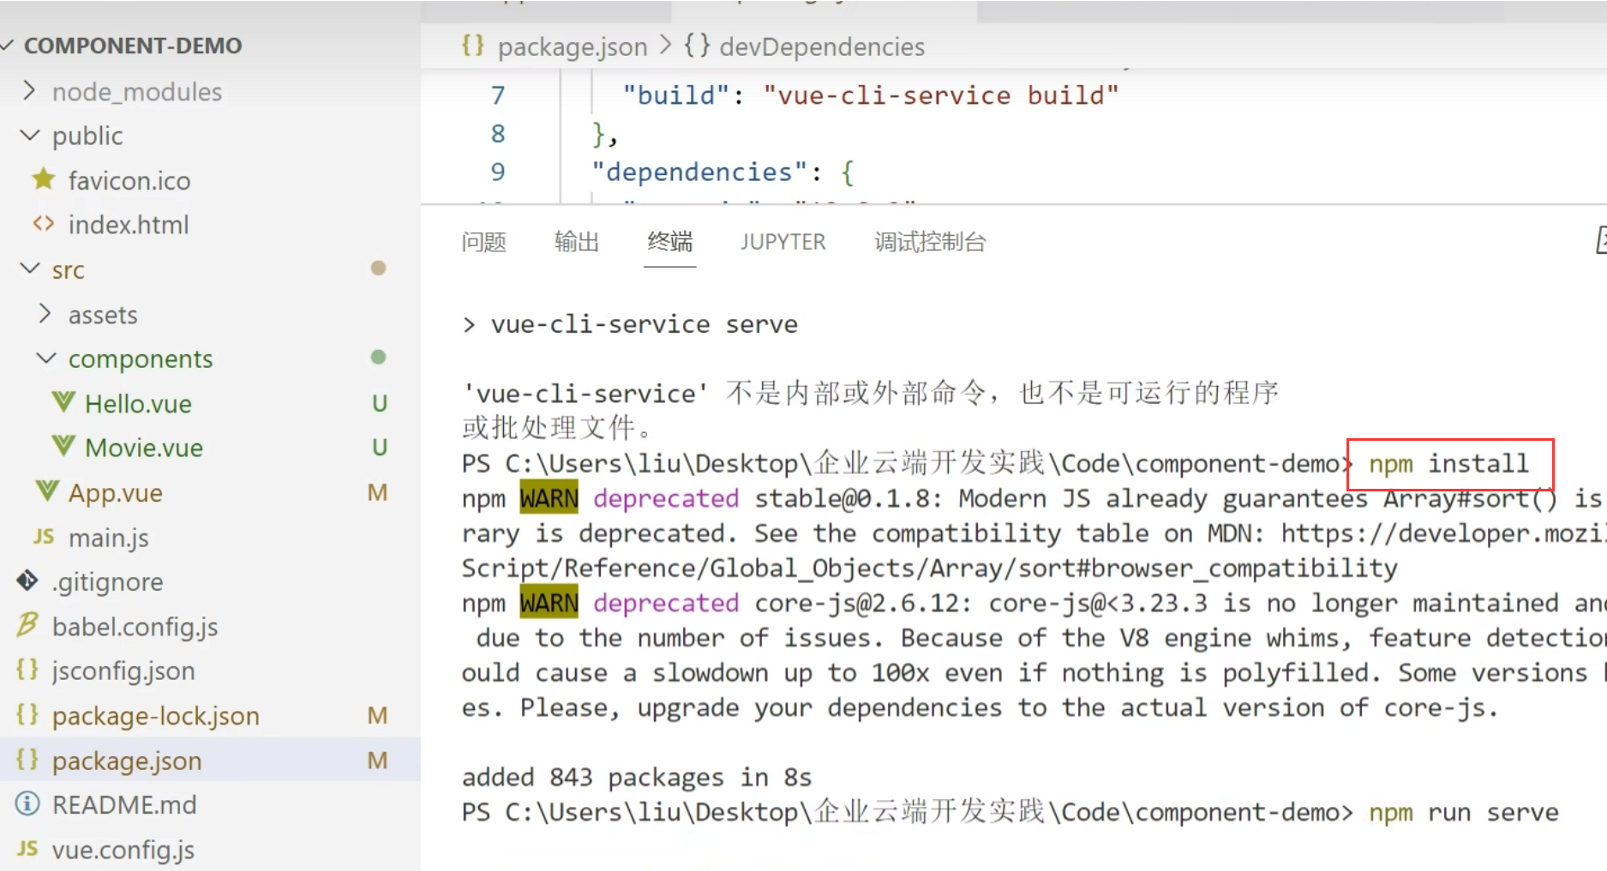 COMPONENT-DEMO
node_modules
public
favicon.ico
index.html
src
assets
components
Hello.vue U
Movie.vue U
App.vue M
JS main.js
.gitignore
babel.config.js
{} jsconfig.json
{} package-lock.json M
{} package.json M
README.md
JS vue.config.js
{} package.json > {} devDependencies
7 "build": "vue-cli-service build"
8 },
9 "dependencies": {
问题 输出 终端 JUPYTER 调试控制台
> vue-cli-service serve
'vue-cli-service' 不是内部或外部命令，也不是可运行的程序
或批处理文件。
PS C:\Users\liu\Desktop\企业云端开发实践\Code\component-demo> npm install
npm WARN deprecated stable@0.1.8: Modern JS already guarantees Array#sort() is
rary is deprecated. See the compatibility table on MDN: https://developer.mozil
Script/Reference/Global_Objects/Array/sort#browser_compatibility
npm WARN deprecated core-js@2.6.12: core-js@<3.23.3 is no longer maintained and
due to the number of issues. Because of the V8 engine whims, feature detection
ould cause a slowdown up to 100x even if nothing is polyfilled. Some versions
es. Please, upgrade your dependencies to the actual version of core-js.
added 843 packages in 8s
PS C:\Users\liu\Desktop\企业云端开发实践\Code\component-demo> npm run serve